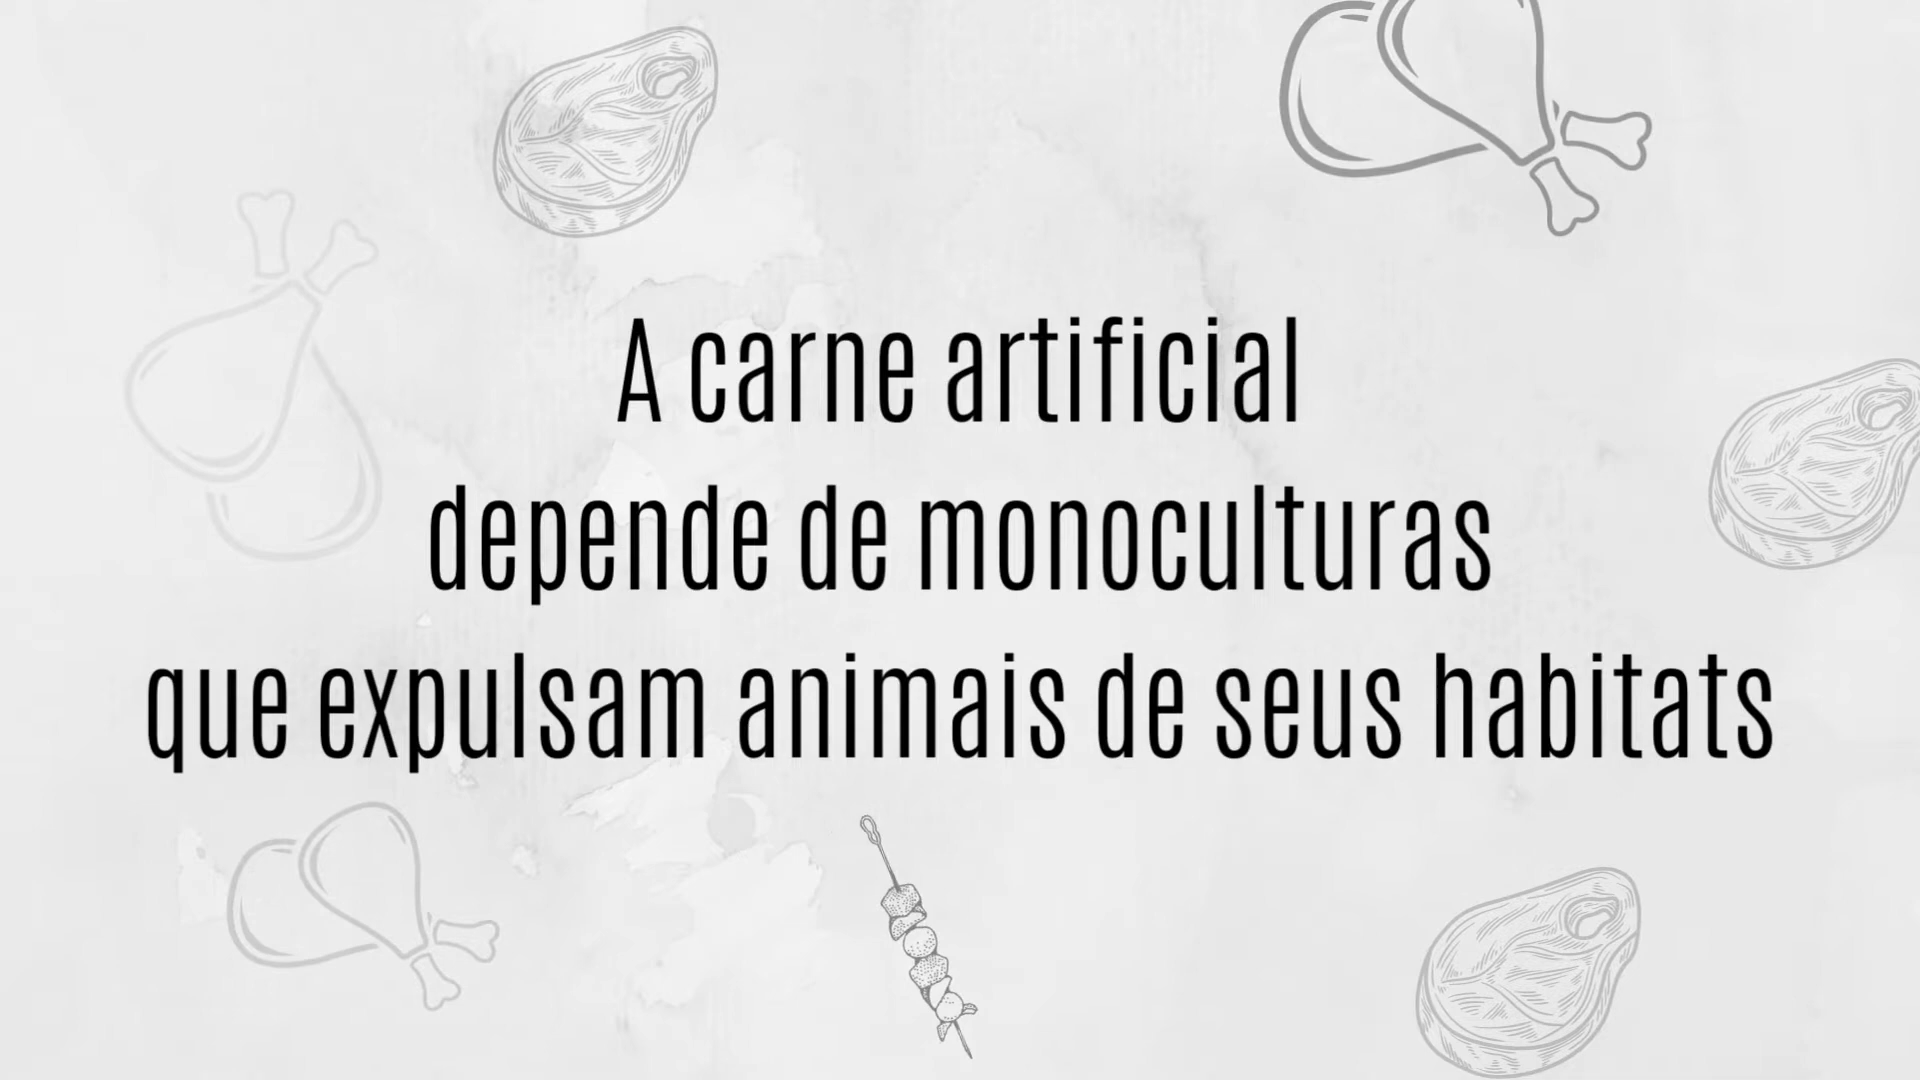 A carne artificial
depende de monoculturas
que expulsam animais de seus habitats